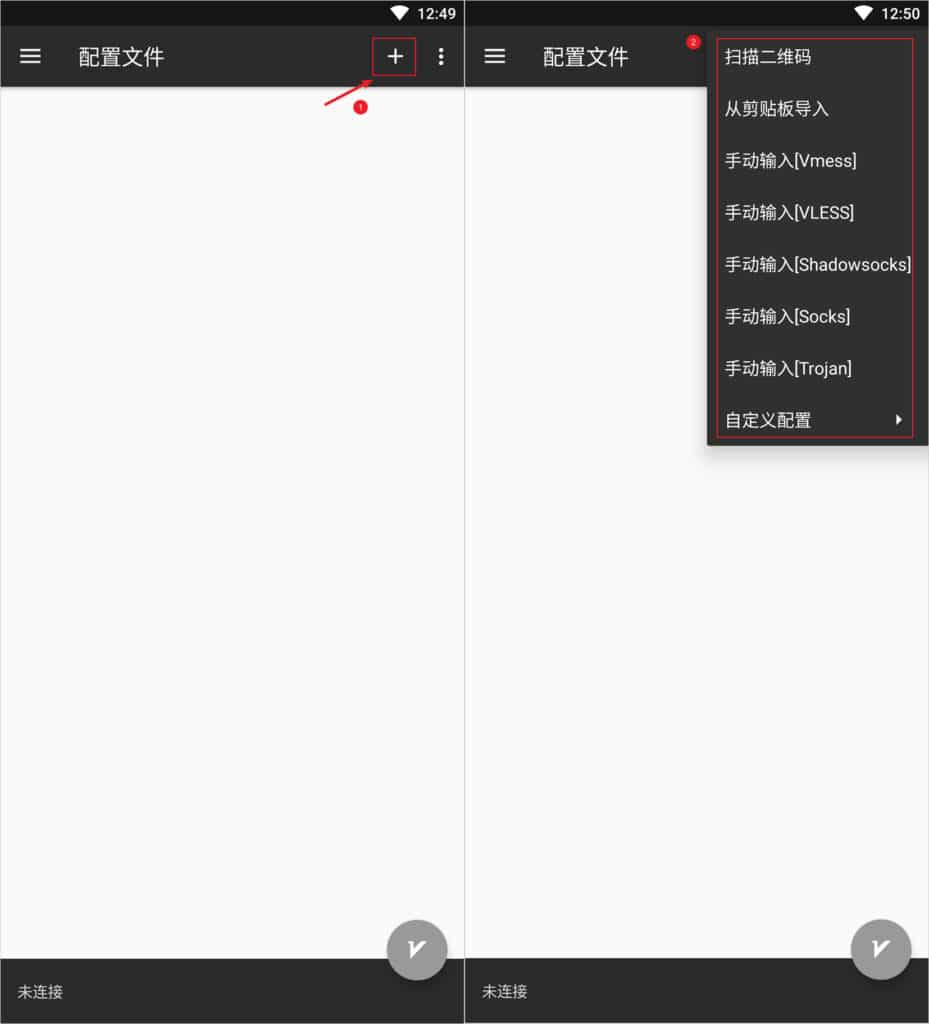 12:49
配置文件
1
未连接
12:50
配置文件
2
扫描二维码
从剪贴板导入
手动输入[Vmess]
手动输入[VLESS]
手动输入[Shadowsocks]
手动输入[Socks]
手动输入[Trojan]
自定义配置
未连接